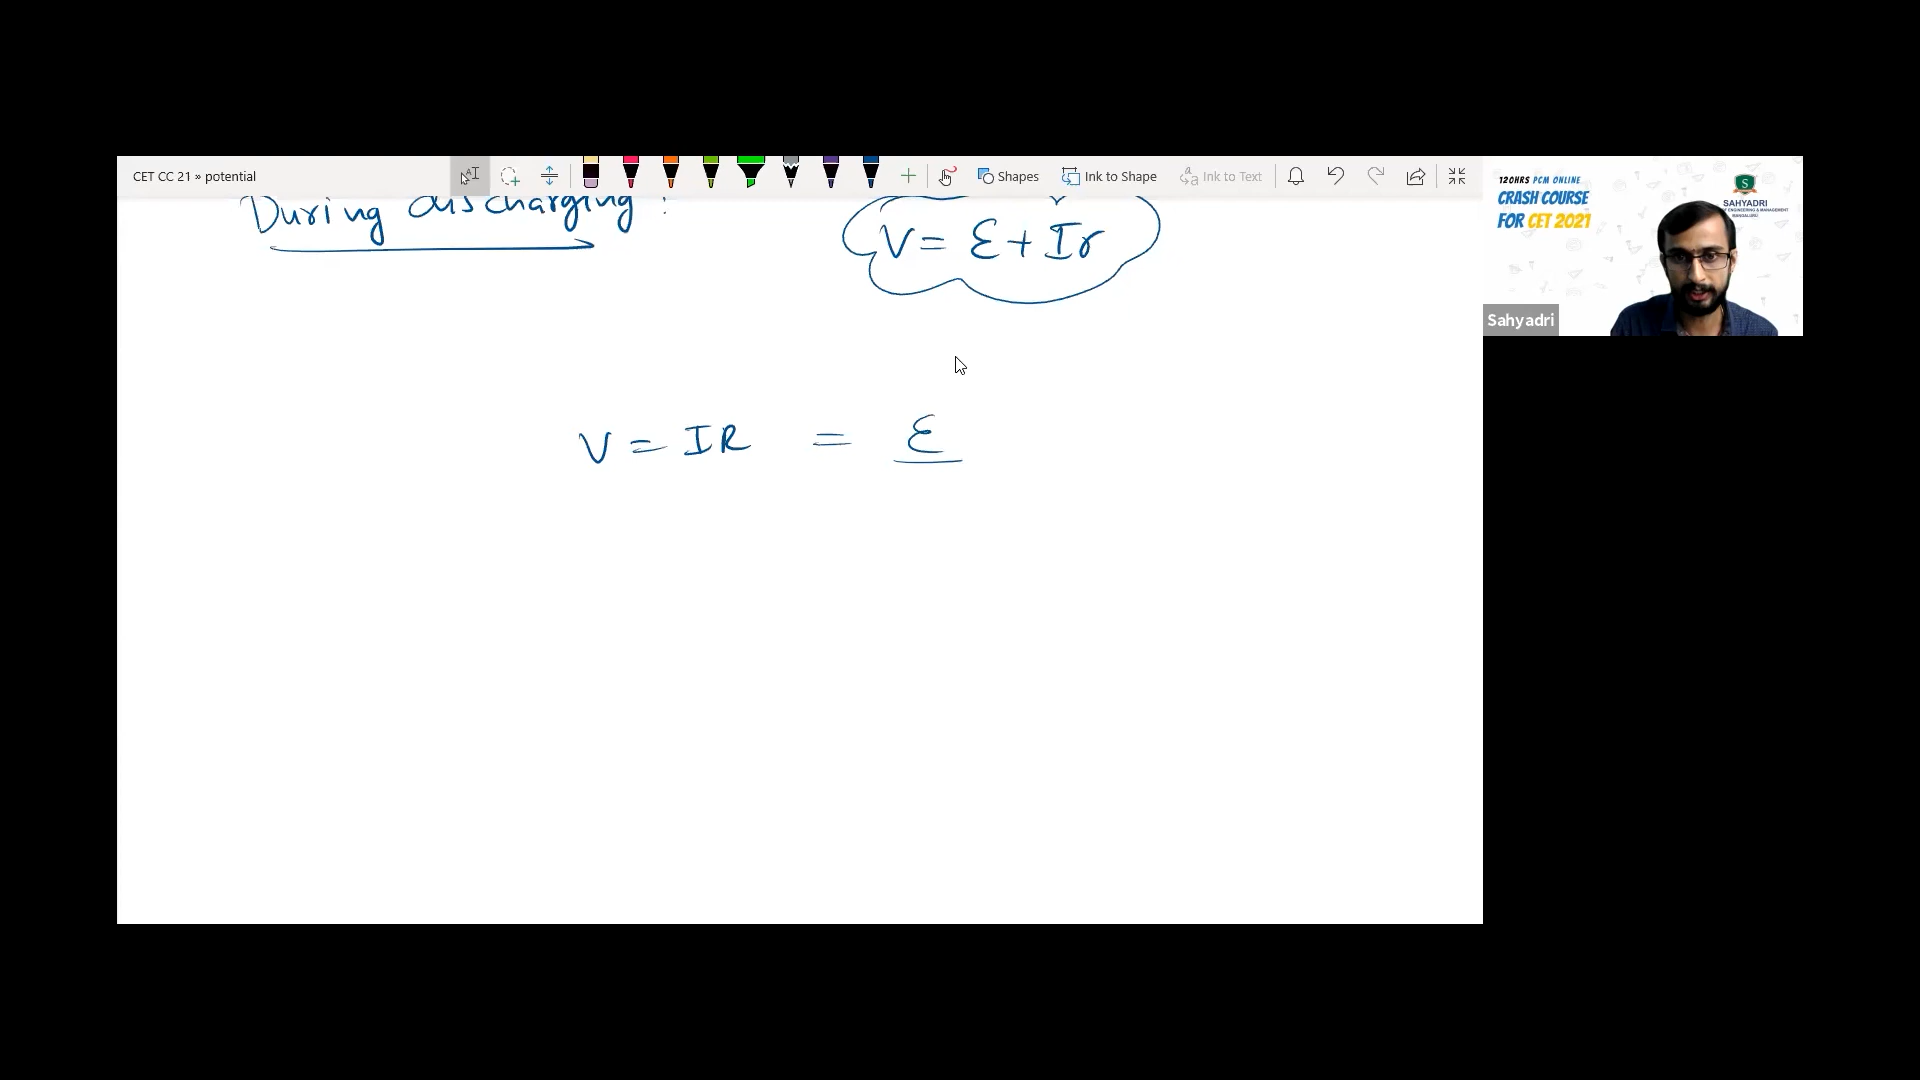 CET CC 21 » potential
Shapes
Ink to Shape
Ink to Text
During discharging :
V = ε + Ir
V = IR = ε
120HRS PCM ONLINE
CRASH COURSE
FOR CET 2021
S
SAHYADRI
MANGALURU
Sahyadri